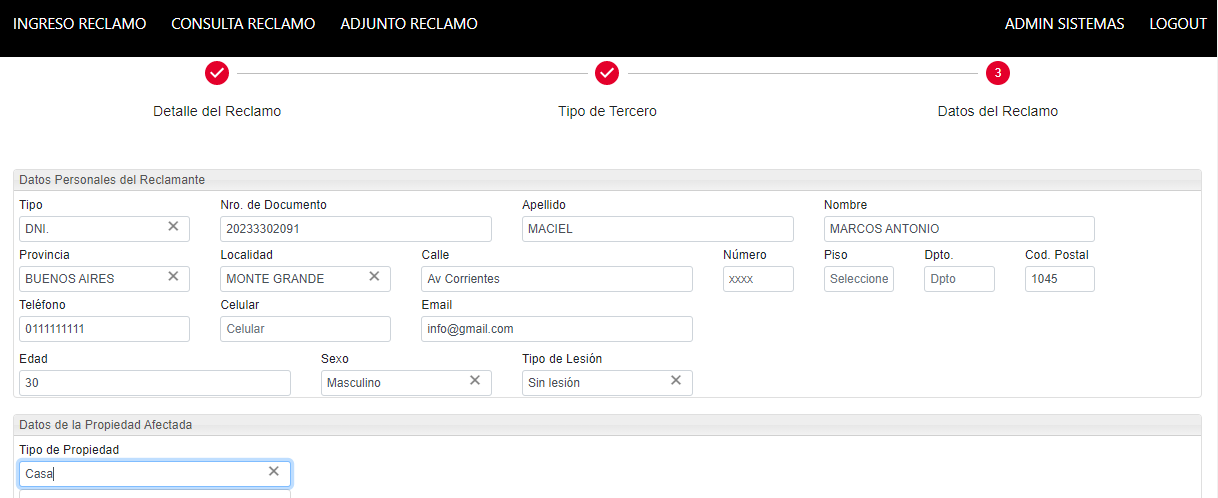 INGRESO RECLAMO CONSULTA RECLAMO ADJUNTO RECLAMO ADMIN SISTEMAS LOGOUT
3
Detalle del Reclamo Tipo de Tercero Datos del Reclamo
Datos Personales del Reclamante
Tipo Nro. de Documento Apellido Nombre
DNI. 20233302091 MACIEL MARCOS ANTONIO
Provincia Localidad Calle Número Piso Dpto. Cod. Postal
BUENOS AIRES MONTE GRANDE Av Corrientes xxxx Seleccione Dpto 1045
Teléfono Celular Email
0111111111 Celular info@gmail.com
Edad Sexo Tipo de Lesión
30 Masculino Sin lesión
Datos de la Propiedad Afectada
Tipo de Propiedad
Casa